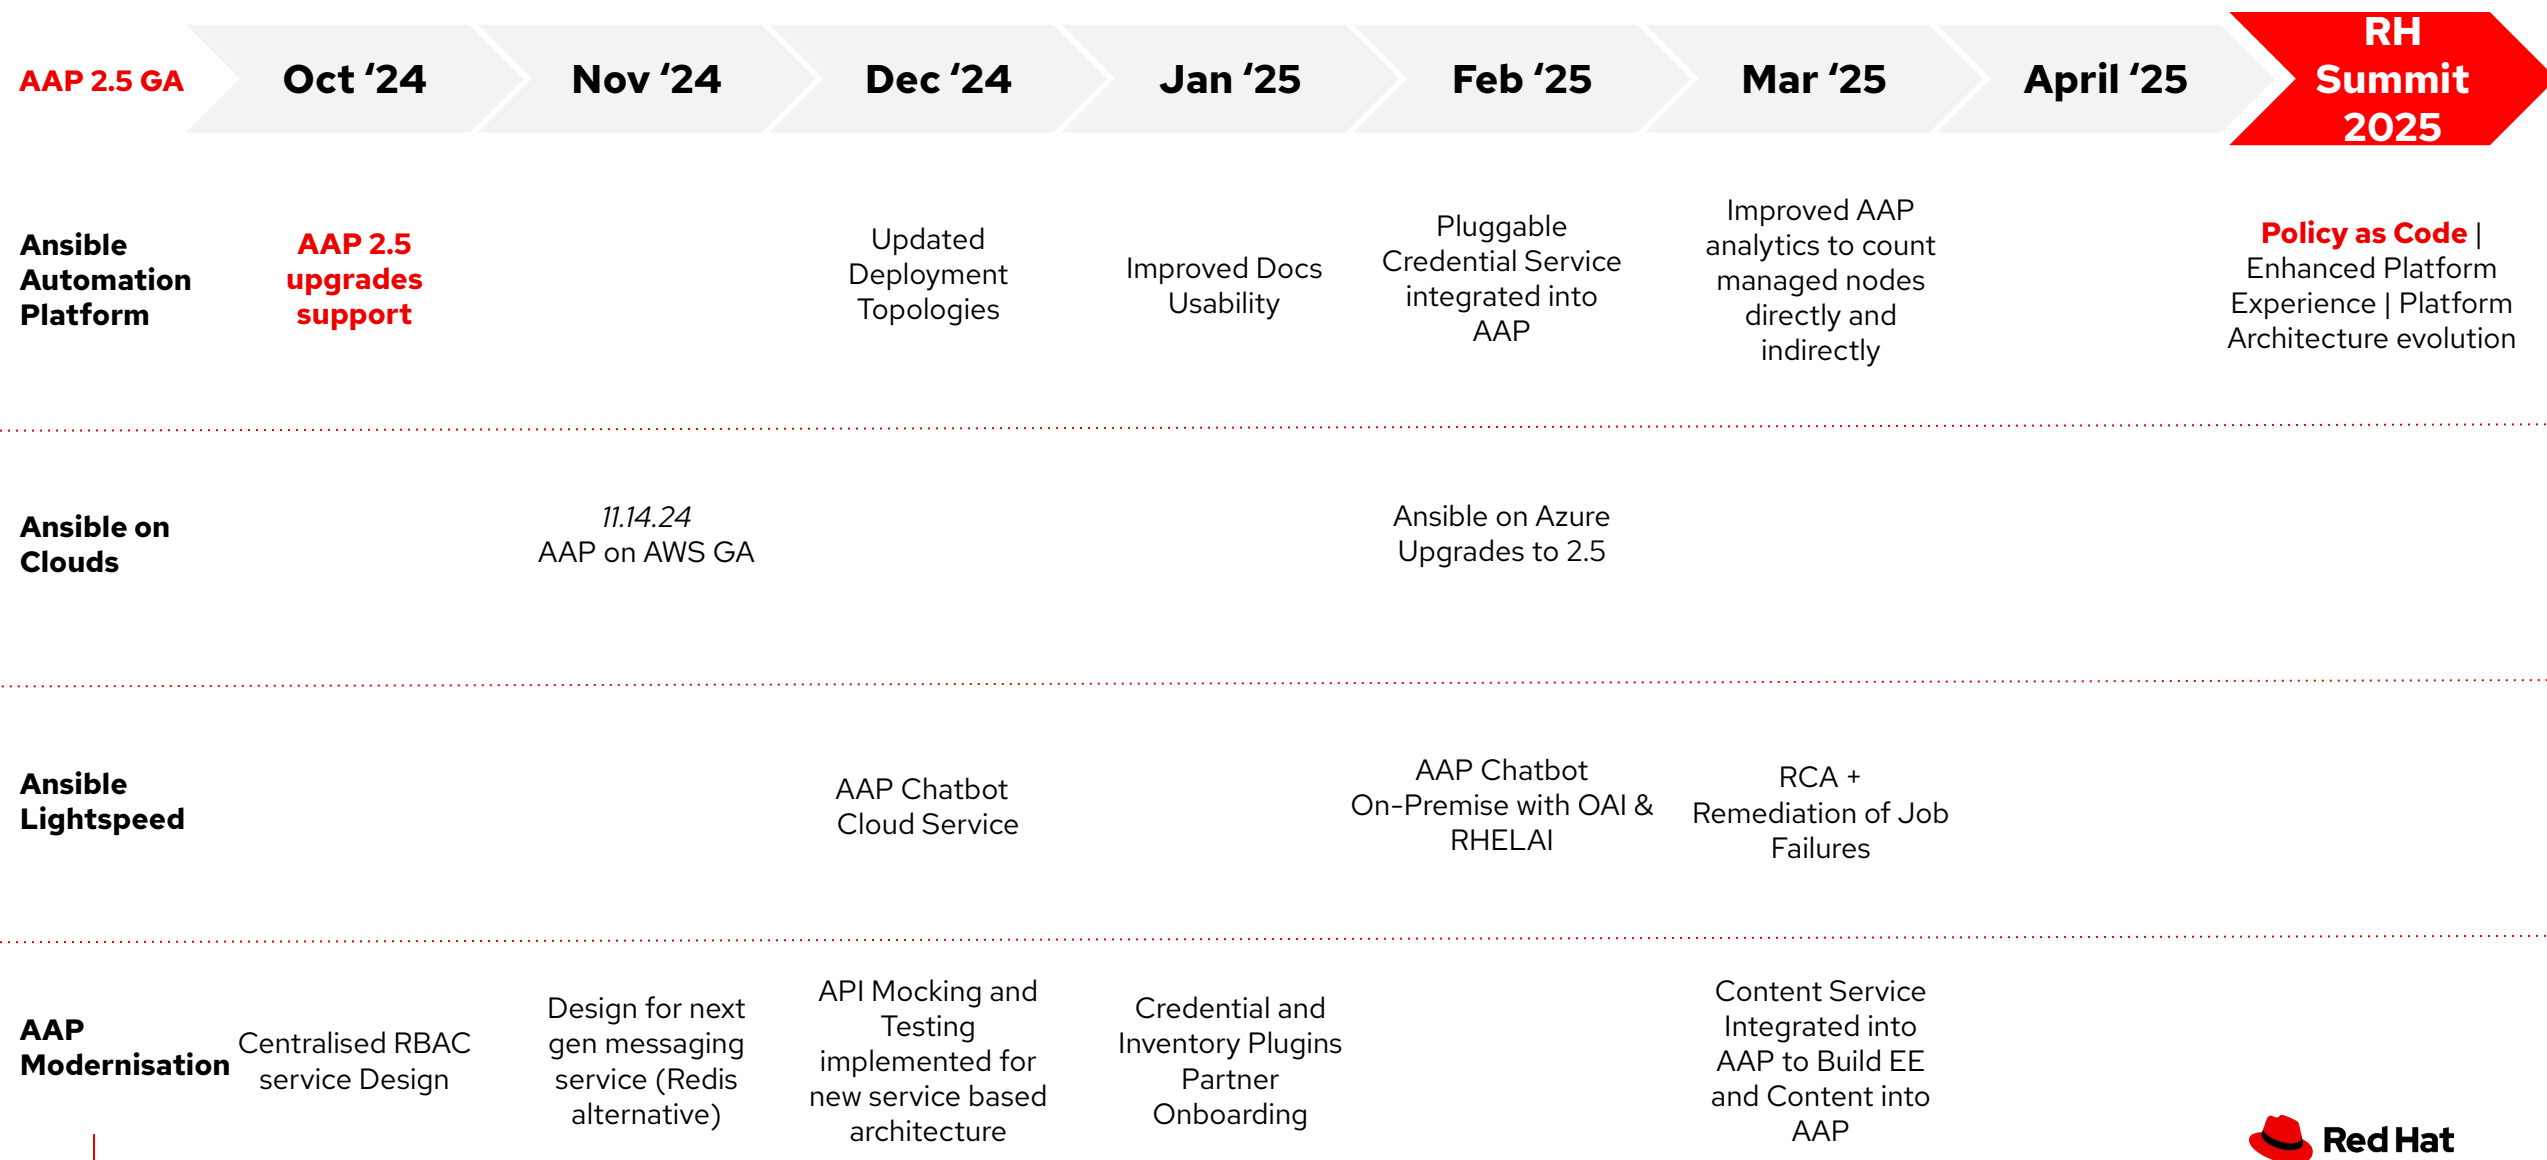 AAP 2.5 GA
Oct ‘24
Nov ‘24
Dec ‘24
Jan ‘25
Feb ‘25
Mar ‘25
April ‘25
RH
Summit
2025
Ansible
Automation
Platform
AAP 2.5
upgrades
support
Updated
Deployment
Topologies
Improved Docs
Usability
Pluggable
Credential Service
integrated into
AAP
Improved AAP
analytics to count
managed nodes
directly and
indirectly
Policy as Code |
Enhanced Platform
Experience | Platform
Architecture evolution
Ansible on
Clouds
11.14.24
AAP on AWS GA
Ansible on Azure
Upgrades to 2.5
Ansible
Lightspeed
AAP Chatbot
Cloud Service
AAP Chatbot
On-Premise with OAI &
RHELAI
RCA +
Remediation of Job
Failures
AAP
Modernisation
Centralised RBAC
service Design
Design for next
gen messaging
service (Redis
alternative)
API Mocking and
Testing
implemented for
new service based
architecture
Credential and
Inventory Plugins
Partner
Onboarding
Content Service
Integrated into
AAP to Build EE
and Content into
AAP
Red Hat